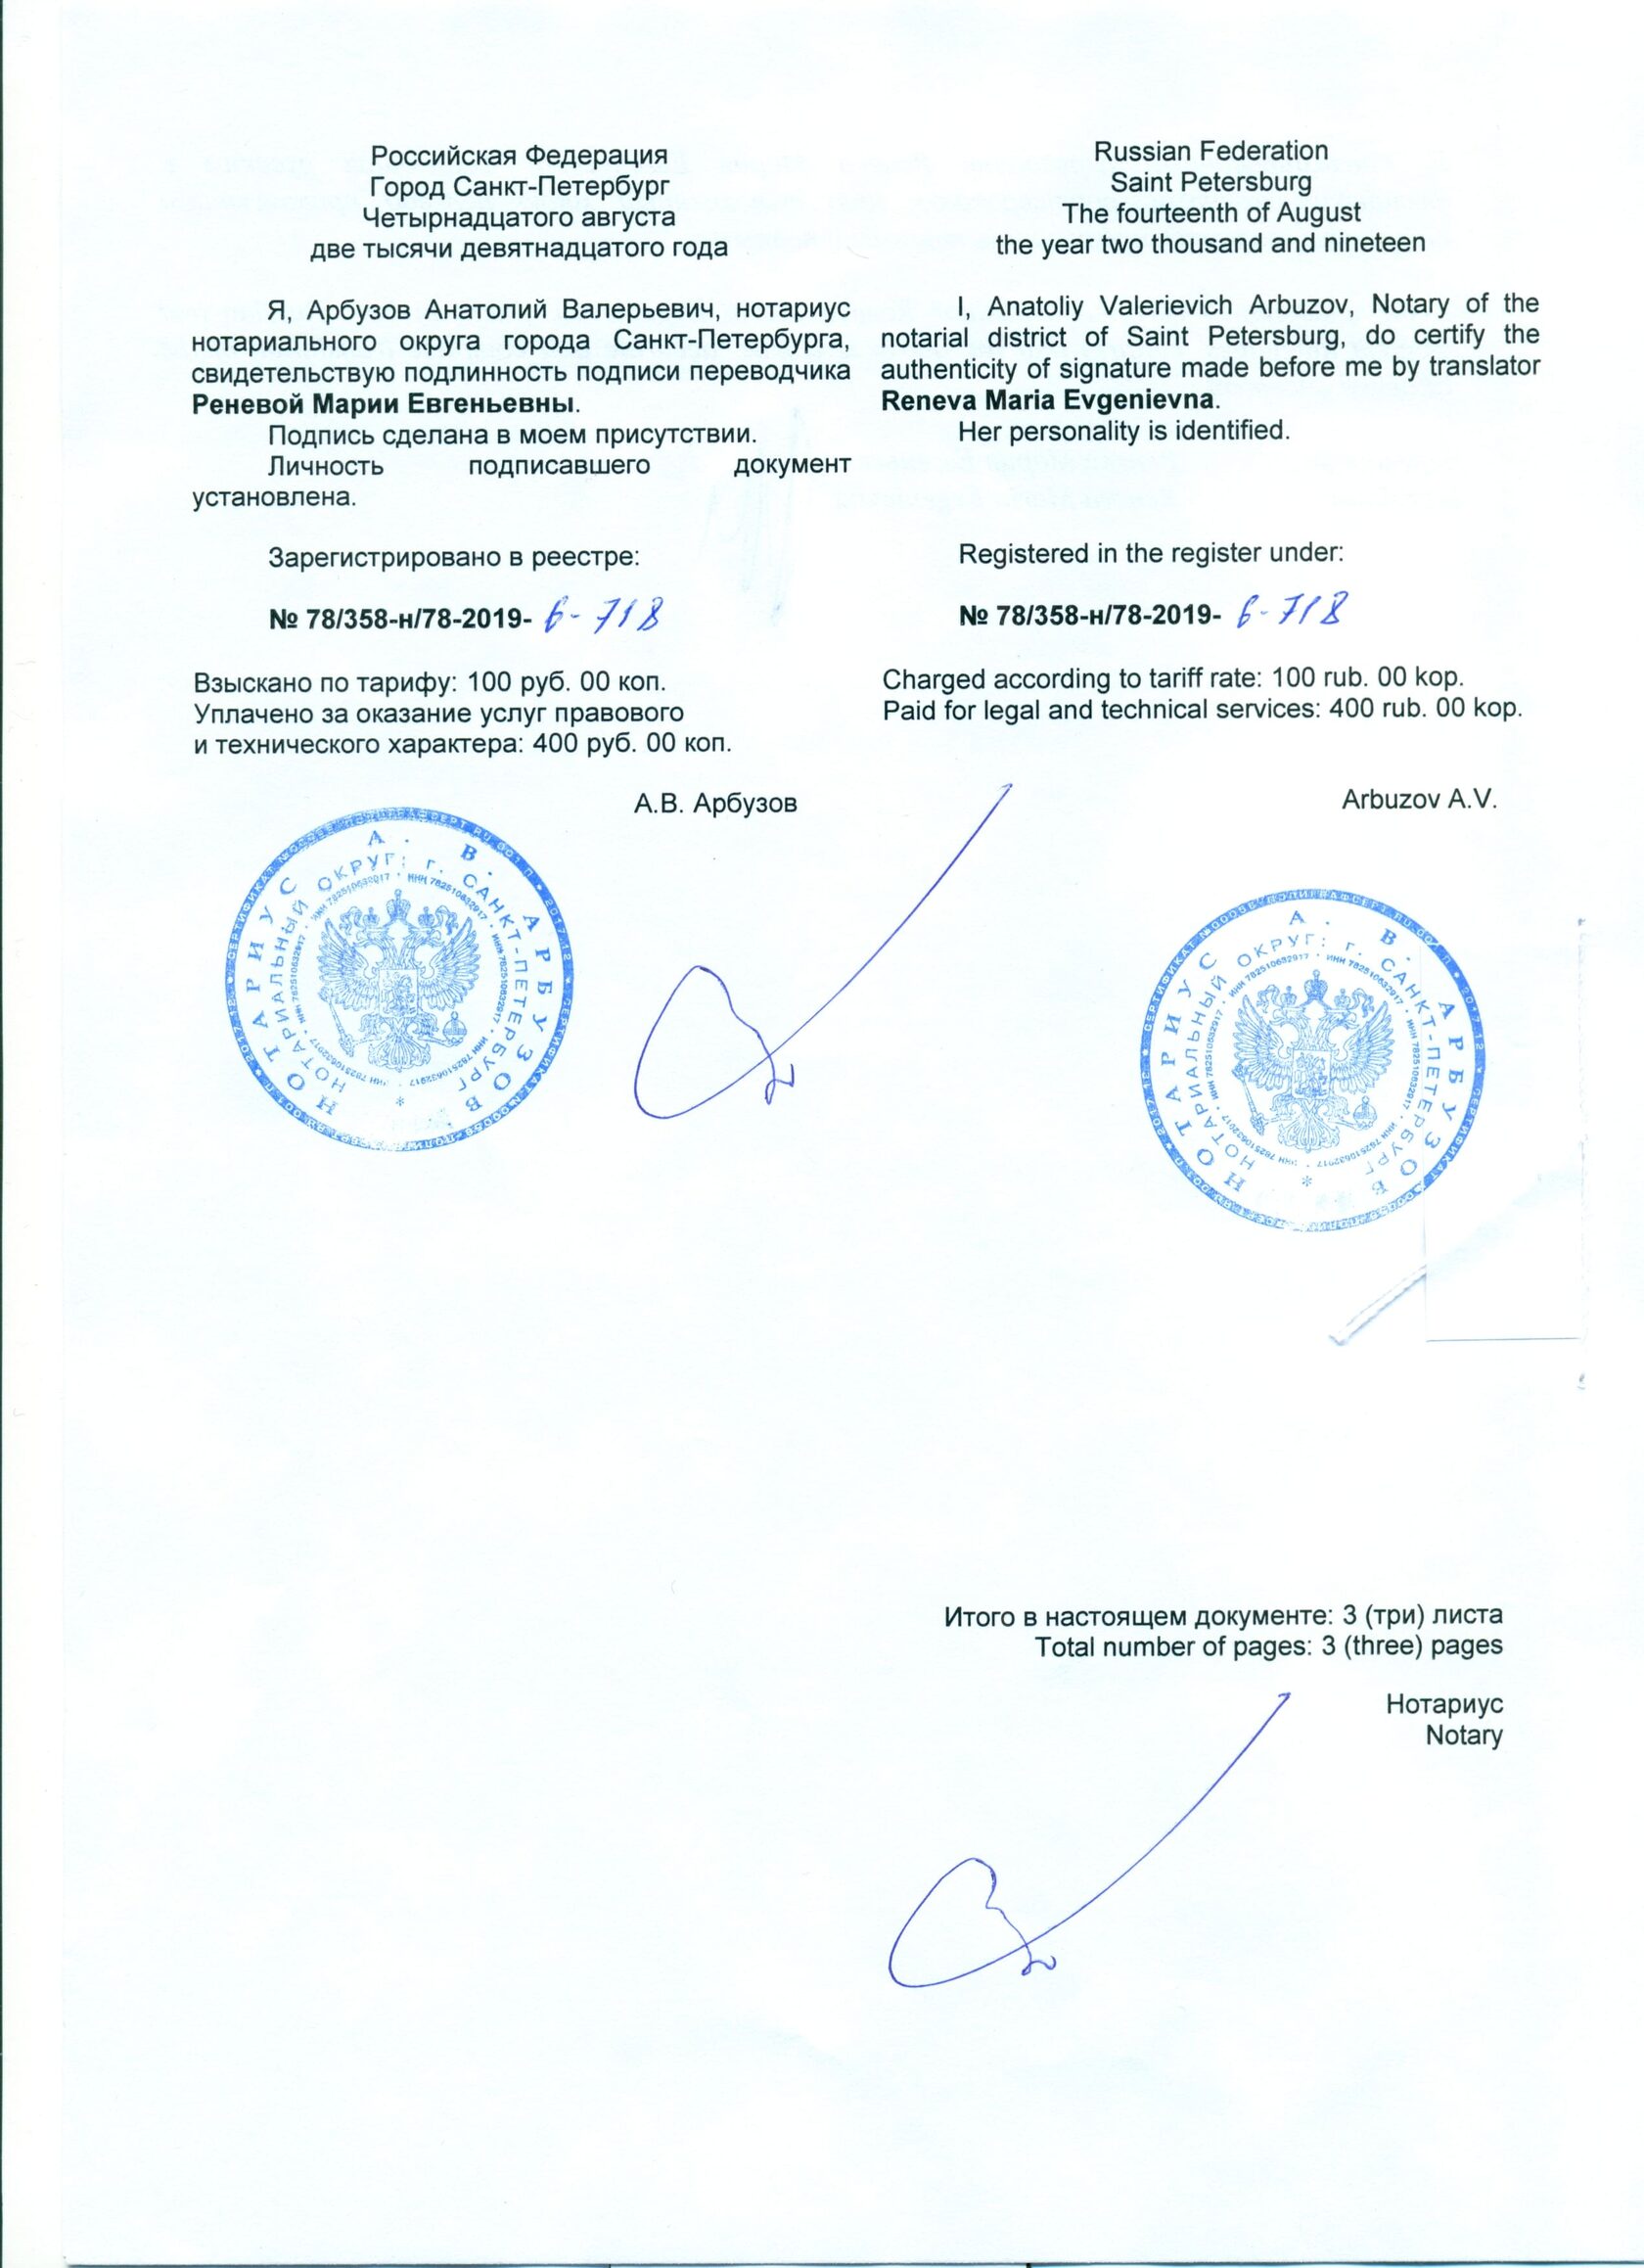 Российская Федерация
Город Санкт-Петербург
Четырнадцатого августа
две тысячи девятнадцатого года
Я, Арбузов Анатолий Валерьевич, нотариус
нотариального округа города Санкт-Петербурга,
свидетельствую подлинность подписи переводчика
Реневой Марии Евгеньевны.
Подпись сделана в моем присутствии.
Личность подписавшего документ
установлена.
Зарегистрировано в реестре:
№ 78/358-н/78-2019- 6-718
Взыскано по тарифу: 100 руб. 00 коп.
Уплачено за оказание услуг правового
и технического характера: 400 руб. 00 коп.
А.В. Арбузов
Russian Federation
Saint Petersburg
The fourteenth of August
the year two thousand and nineteen
I, Anatoliy Valerievich Arbuzov, Notary of the
notarial district of Saint Petersburg, do certify the
authenticity of signature made before me by translator
Reneva Maria Evgenievna.
Her personality is identified.
Registered in the register under:
№ 78/358-н/78-2019- 6-718
Charged according to tariff rate: 100 rub. 00 kop.
Paid for legal and technical services: 400 rub. 00 kop.
Arbuzov A.V.
НОТАРИУС А. В. АРБУЗОВ
НОТАРИАЛЬНЫЙ ОКРУГ: г. САНКТ-ПЕТЕРБУРГ
ИНН 782510632917
НОТАРИУС А. В. АРБУЗОВ
НОТАРИАЛЬНЫЙ ОКРУГ: г. САНКТ-ПЕТЕРБУРГ
ИНН 782510632917
Итого в настоящем документе: 3 (три) листа
Total number of pages: 3 (three) pages
Нотариус
Notary